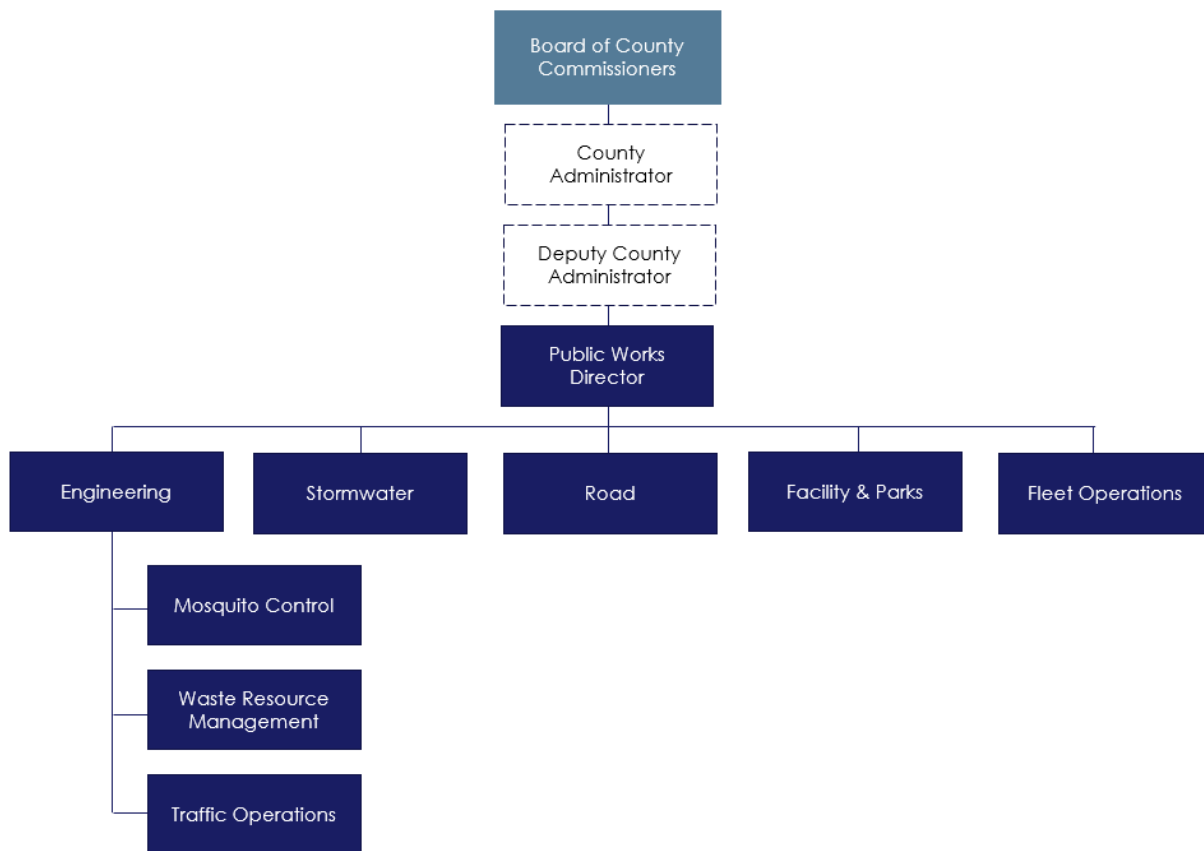 Board of County
Commissioners
County
Administrator
Deputy County
Administrator
Public Works
Director
Engineering
Stormwater
Road
Facility & Parks
Fleet Operations
Mosquito Control
Waste Resource
Management
Traffic Operations